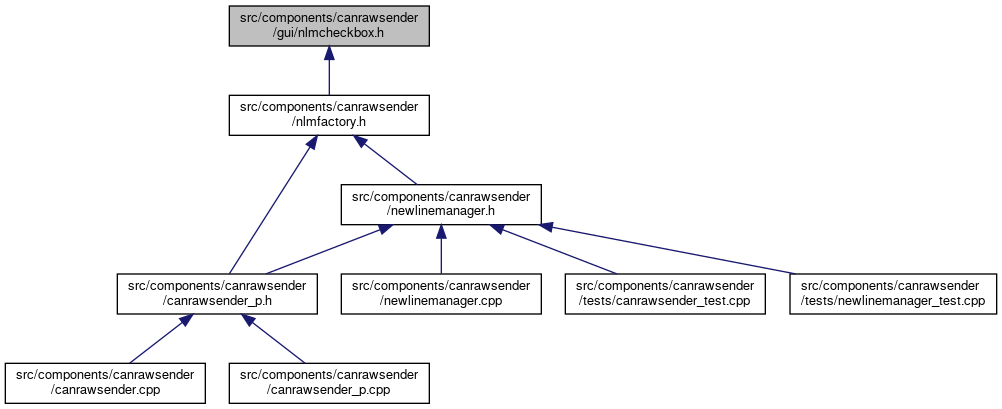 src/components/canrawsender
/gui/nlmcheckbox.h
src/components/canrawsender
/nlmfactory.h
src/components/canrawsender
/newlinemanager.h
src/components/canrawsender
/canrawsender_p.h
src/components/canrawsender
/newlinemanager.cpp
src/components/canrawsender
/tests/canrawsender_test.cpp
src/components/canrawsender
/tests/newlinemanager_test.cpp
src/components/canrawsender
/canrawsender.cpp
src/components/canrawsender
/canrawsender_p.cpp